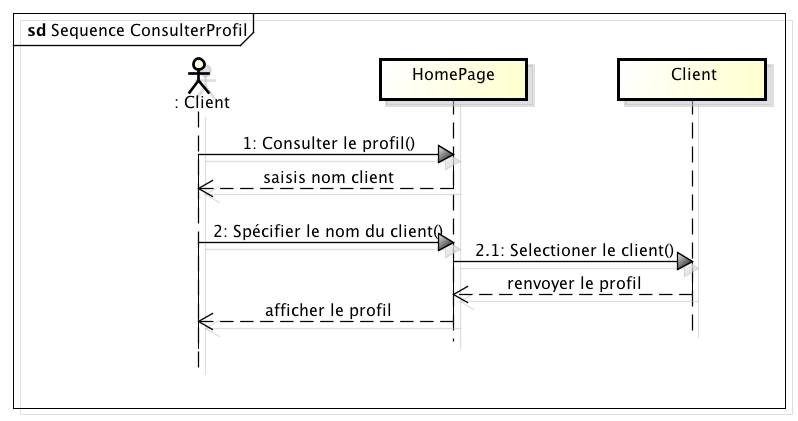 sd Sequence ConsulterProfil
: Client
HomePage
Client
1: Consulter le profil()
saisis nom client
2: Spécifier le nom du client()
2.1: Selectioner le client()
renvoyer le profil
afficher le profil